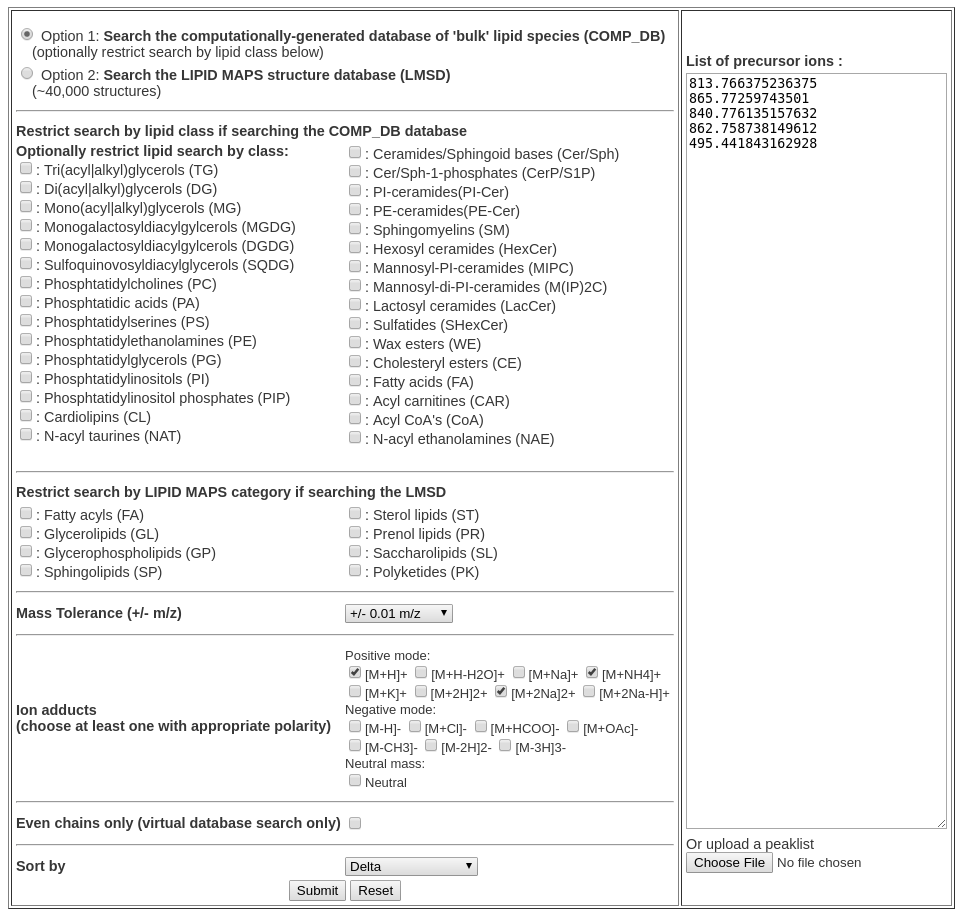 Option 1: Search the computationally-generated database of 'bulk' lipid species (COMP_DB)
(optionally restrict search by lipid class below)
Option 2: Search the LIPID MAPS structure database (LMSD)
(~40,000 structures)
Restrict search by lipid class if searching the COMP_DB database
Optionally restrict lipid search by class:
: Tri(acyl|alkyl)glycerols (TG)
: Di(acyl|alkyl)glycerols (DG)
: Mono(acyl|alkyl)glycerols (MG)
: Monogalactosyldiacylgylcerols (MGDG)
: Monogalactosyldiacylgylcerols (DGDG)
: Sulfoquinovosyldiacylglycerols (SQDG)
: Phosphtatidylcholines (PC)
: Phosphtatidic acids (PA)
: Phosphtatidylserines (PS)
: Phosphtatidylethanolamines (PE)
: Phosphtatidylglycerols (PG)
: Phosphtatidylinositols (PI)
: Phosphtatidylinositol phosphates (PIP)
: Cardiolipins (CL)
: N-acyl taurines (NAT)
: Ceramides/Sphingoid bases (Cer/Sph)
: Cer/Sph-1-phosphates (CerP/S1P)
: PI-ceramides(PI-Cer)
: PE-ceramides(PE-Cer)
: Sphingomyelins (SM)
: Hexosyl ceramides (HexCer)
: Mannosyl-PI-ceramides (MIPC)
: Mannosyl-di-PI-ceramides (M(IP)2C)
: Lactosyl ceramides (LacCer)
: Sulfatides (SHexCer)
: Wax esters (WE)
: Cholesteryl esters (CE)
: Fatty acids (FA)
: Acyl carnitines (CAR)
: Acyl CoA's (CoA)
: N-acyl ethanolamines (NAE)
Restrict search by LIPID MAPS category if searching the LMSD
: Fatty acyls (FA)
: Glycerolipids (GL)
: Glycerophospholipids (GP)
: Sphingolipids (SP)
: Sterol lipids (ST)
: Prenol lipids (PR)
: Saccharolipids (SL)
: Polyketides (PK)
Mass Tolerance (+/- m/z)
+/- 0.01 m/z
Ion adducts
(choose at least one with appropriate polarity)
Positive mode:
[M+H]+ [M+H-H2O]+ [M+Na]+ [M+NH4]+
[M+K]+ [M+2H]2+ [M+2Na]2+ [M+2Na-H]+
Negative mode:
[M-H]- [M+Cl]- [M+HCOO]- [M+OAc]-
[M-CH3]- [M-2H]2- [M-3H]3-
Neutral mass:
Neutral
Even chains only (virtual database search only)
Sort by
Delta
Submit Reset
List of precursor ions :
813.766375236375
865.77259743501
840.776135157632
862.758738149612
495.441843162928
Or upload a peaklist
Choose File No file chosen